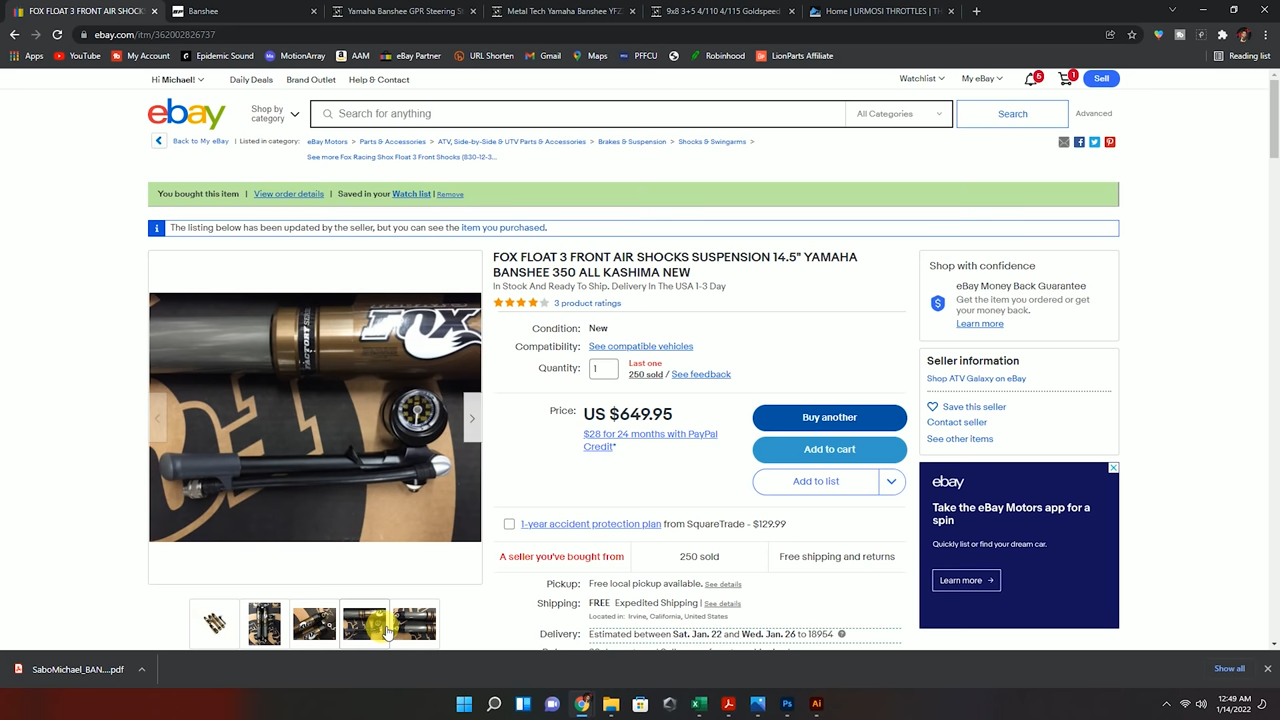 FOX FLOAT 3 FRONT AIR SHOCK
Banshee
Yamaha Banshee GPR Steering S
Metal Tech Yamaha Banshee YFZ
9x8 3+5 4/110 4/115 Goldspeed
Home | URMCSI THROTTLES | TH
ebay.com/itm/362002826737
Apps
YouTube
My Account
Epidemic Sound
MotionArray
AAM
eBay Partner
URL Shorten
Gmail
Maps
PFFCU
Robinhood
LionParts Affiliate
Reading list
Hi Michael!
Daily Deals
Brand Outlet
Help & Contact
Watchlist
My eBay
5
1
Sell
ebay
Shop by
category
Search for anything
All Categories
Search
Advanced
Back to My eBay | Listed in category:
eBay Motors > Parts & Accessories > ATV, Side-by-Side & UTV Parts & Accessories > Brakes & Suspension > Shocks & Swingarms >
See more Fox Racing Shox Float 3 Front Shocks (830-12-3...
You bought this item | View order details | Saved in your Watch list | Remove
The listing below has been updated by the seller, but you can see the item you purchased.
FOX
FACTORY SERIES
FOX FLOAT 3 FRONT AIR SHOCKS SUSPENSION 14.5" YAMAHA
BANSHEE 350 ALL KASHIMA NEW
In Stock And Ready To Ship. Delivery In The USA 1-3 Day
3 product ratings
Condition: New
Compatibility: See compatible vehicles
Quantity: 1
Last one
250 sold / See feedback
Price: US $649.95
$28 for 24 months with PayPal
Credit*
Buy another
Add to cart
Add to list
1-year accident protection plan from SquareTrade - $129.99
A seller you've bought from
250 sold
Free shipping and returns
Pickup: Free local pickup available. See details
Shipping: FREE Expedited Shipping | See details
Located in: Irvine, California, United States
Delivery: Estimated between Sat. Jan. 22 and Wed. Jan. 26 to 18954
Shop with confidence
eBay Money Back Guarantee
Get the item you ordered or get
your money back.
Learn more
Seller information
Shop ATV Galaxy on eBay
Save this seller
Contact seller
See other items
ebay
Take the eBay Motors app for a
spin
Quickly list or find your dream car.
Learn more
SaboMichael_BAN....pdf
Show all
12:49 AM
1/14/2022